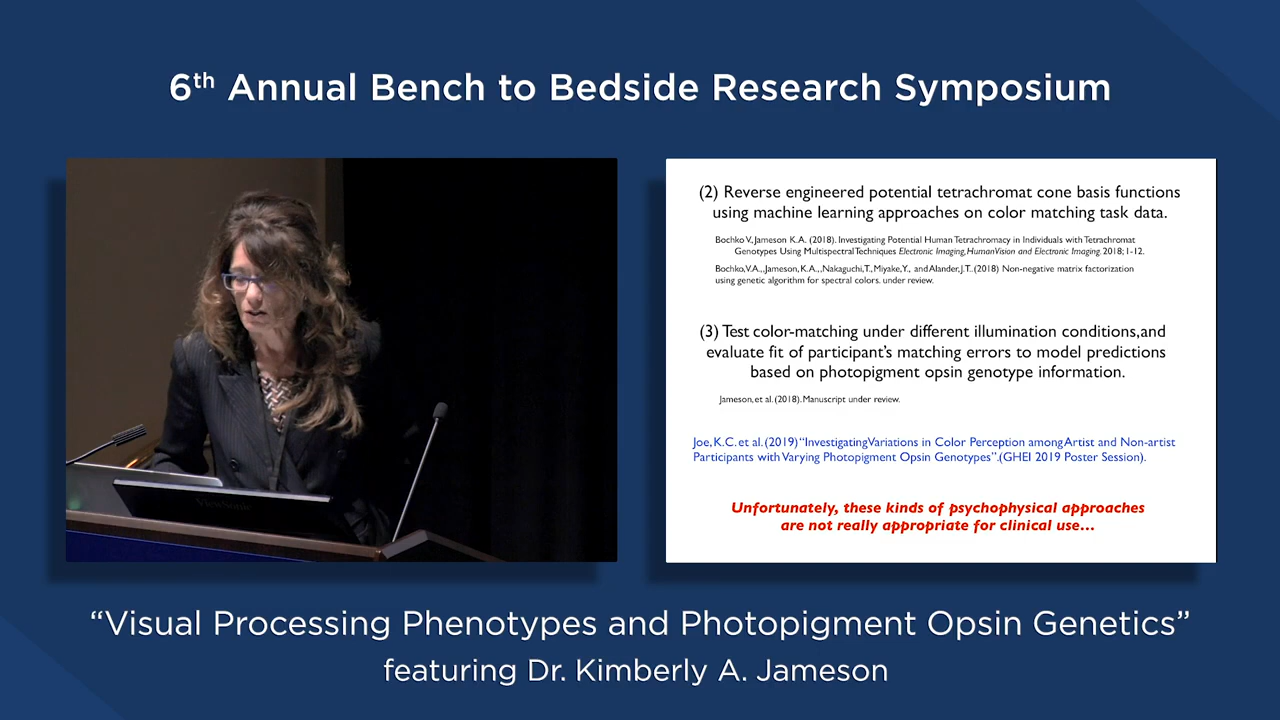 6th Annual Bench to Bedside Research Symposium
(2) Reverse engineered potential tetrachromat cone basis functions
using machine learning approaches on color matching task data.
Bochko V., Jameson K.A. (2018). Investigating Potential Human Tetrachromacy in Individuals with Tetrachromat
Genotypes Using Multispectral Techniques Electronic Imaging, Human Vision and Electronic Imaging. 2018; 1-12.
Bochko, V.A., , Jameson, K.A., , Nakaguchi, T., Miyake, Y., and Alander, J.T.. (2018) Non-negative matrix factorization
using genetic algorithm for spectral colors. under review.
(3) Test color-matching under different illumination conditions,and
evaluate fit of participant's matching errors to model predictions
based on photopigment opsin genotype information.
Jameson, et al. (2018). Manuscript under review.
Joe, K.C. et al. (2019) "Investigating Variations in Color Perception among Artist and Non-artist
Participants with Varying Photopigment Opsin Genotypes".(GHEI 2019 Poster Session).
Unfortunately, these kinds of psychophysical approaches
are not really appropriate for clinical use...
ViewSonic
"Visual Processing Phenotypes and Photopigment Opsin Genetics"
featuring Dr. Kimberly A. Jameson